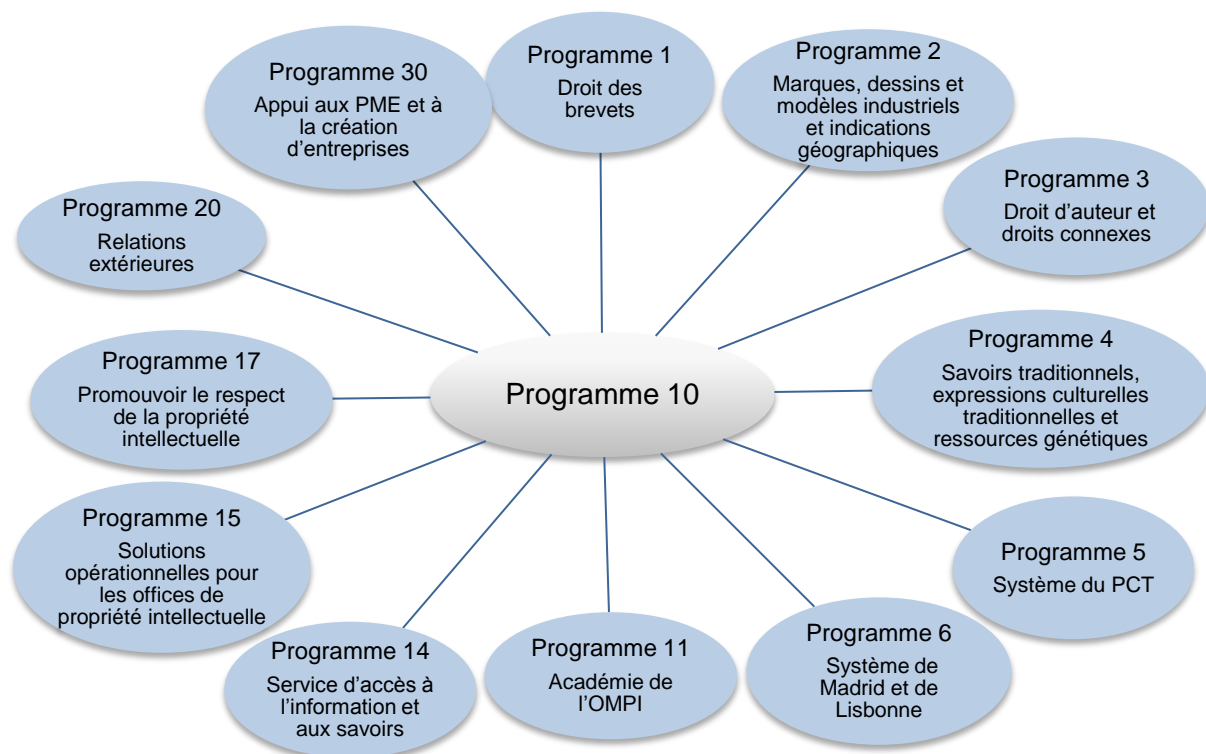 Programme 30
Appui aux PME et à
la création
d’entreprises
Programme 1
Droit des
brevets
Programme 2
Marques, dessins et
modèles industriels
et indications
géographiques
Programme 3
Droit d’auteur et
droits connexes
Programme 20
Relations
extérieures
Programme 17
Promouvoir le respect
de la propriété
intellectuelle
Programme 10
Programme 4
Savoirs traditionnels,
expressions culturelles
traditionnelles et
ressources génétiques
Programme 15
Solutions
opérationnelles pour
les offices de
propriété intellectuelle
Programme 5
Système du PCT
Programme 14
Service d’accès à
l’information et
aux savoirs
Programme 11
Académie de
l’OMPI
Programme 6
Système de
Madrid et de
Lisbonne